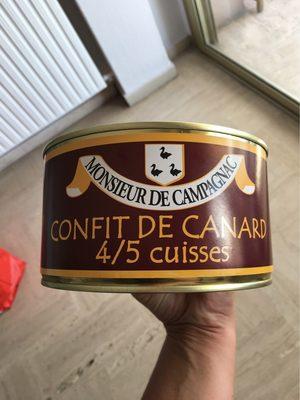 MONSIEUR DE CAMPAGNAC
CONFIT DE CANARD
4/5 cuisses